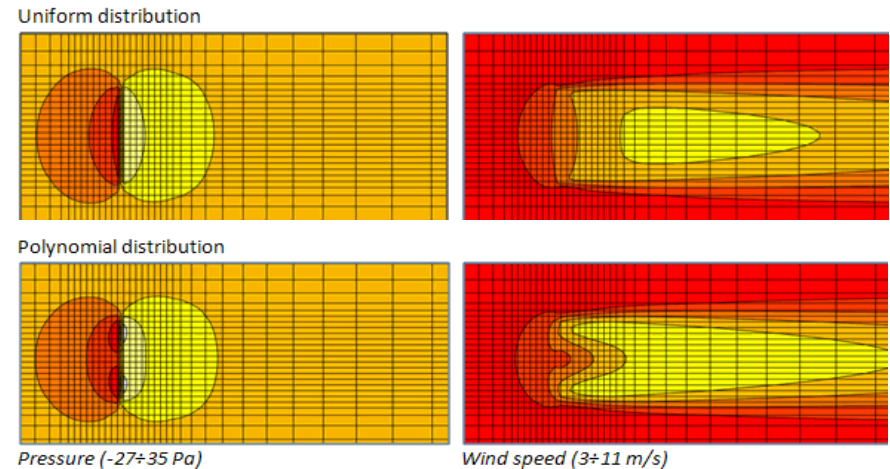 Uniform distribution
Polynomial distribution
Pressure (-27÷35 Pa)
Wind speed (3÷11 m/s)